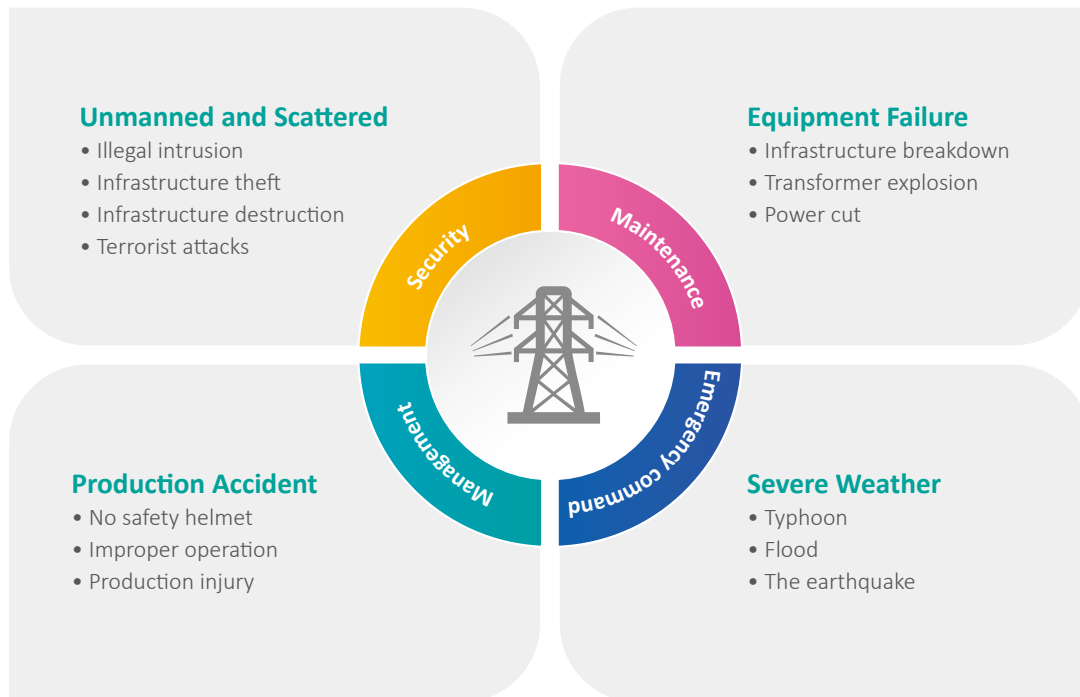 Unmanned and Scattered
• Illegal intrusion
• Infrastructure theft
• Infrastructure destruction
• Terrorist attacks
Equipment Failure
• Infrastructure breakdown
• Transformer explosion
• Power cut
Security
Maintenance
Management
Emergency command
Production Accident
• No safety helmet
• Improper operation
• Production injury
Severe Weather
• Typhoon
• Flood
• The earthquake